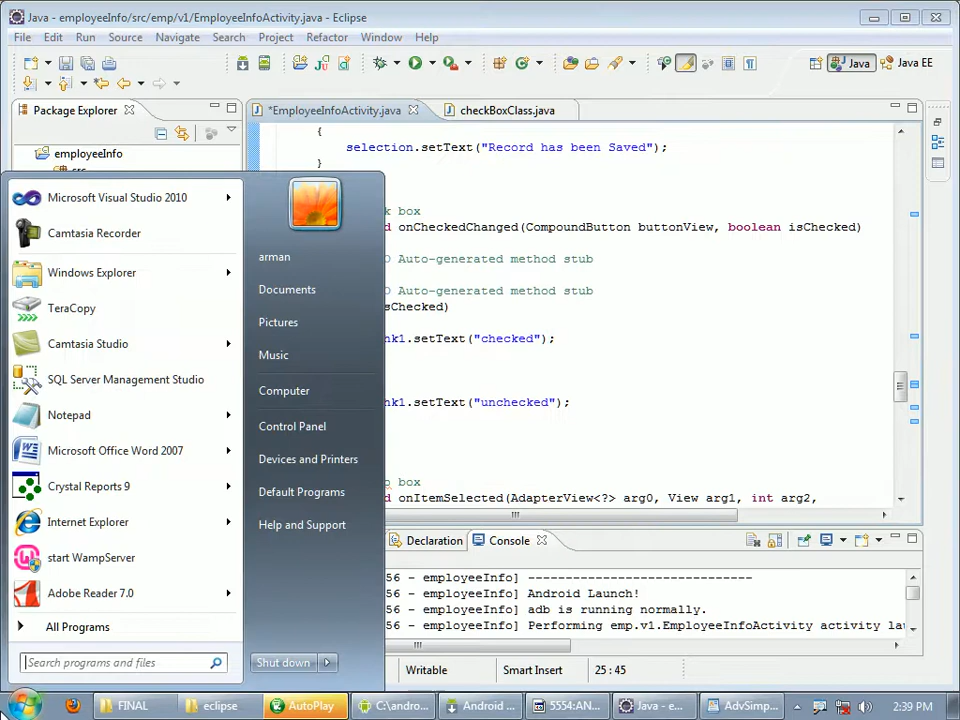 Java - employeeInfo/src/emp/v1/EmployeeInfoActivity.java - Eclipse
File Edit Run Source Navigate Search Project Refactor Window Help
Java
Java EE
Package Explorer
*EmployeeInfoActivity.java
checkBoxClass.java
employeeInfo
{
selection.setText("Record has been Saved");
}
k box
d onCheckedChanged(CompoundButton buttonView, boolean isChecked)
O Auto-generated method stub
O Auto-generated method stub
sChecked)
nk1.setText("checked");
nk1.setText("unchecked");
o box
d onItemSelected(AdapterView<?> arg0, View arg1, int arg2,
Microsoft Visual Studio 2010
Camtasia Recorder
Windows Explorer
TeraCopy
Camtasia Studio
SQL Server Management Studio
Notepad
Microsoft Office Word 2007
Crystal Reports 9
Internet Explorer
start WampServer
Adobe Reader 7.0
All Programs
Search programs and files
arman
Documents
Pictures
Music
Computer
Control Panel
Devices and Printers
Default Programs
Help and Support
Shut down
Declaration
Console
56 - employeeInfo] ------------------------------
56 - employeeInfo] Android Launch!
56 - employeeInfo] adb is running normally.
56 - employeeInfo] Performing emp.v1.EmployeeInfoActivity activity lau
Writable
Smart Insert
25 : 45
FINAL
eclipse
AutoPlay
C:\andro...
Android ...
5554:AN...
Java - e...
AdvSimp...
2:39 PM